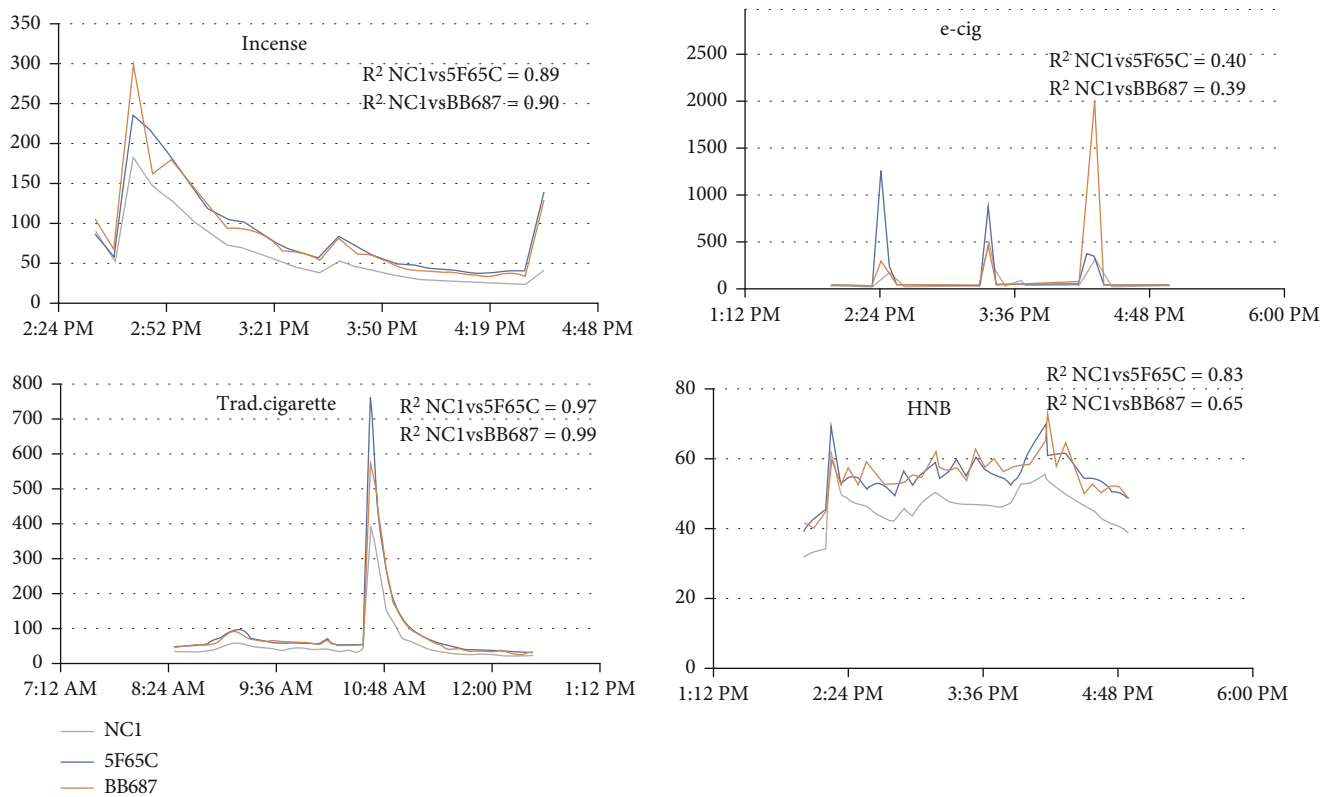 Incense
R² NC1vs5F65C = 0.89
R² NC1vsBB687 = 0.90
350
300
250
200
150
100
50
0
2:24 PM 2:52 PM 3:21 PM 3:50 PM 4:19 PM 4:48 PM
e-cig
R² NC1vs5F65C = 0.40
R² NC1vsBB687 = 0.39
2500
2000
1500
1000
500
0
1:12 PM 2:24 PM 3:36 PM 4:48 PM 6:00 PM
Trad.cigarette
R² NC1vs5F65C = 0.97
R² NC1vsBB687 = 0.99
800
700
600
500
400
300
200
100
0
7:12 AM 8:24 AM 9:36 AM 10:48 AM 12:00 PM 1:12 PM
HNB
R² NC1vs5F65C = 0.83
R² NC1vsBB687 = 0.65
80
60
40
20
0
1:12 PM 2:24 PM 3:36 PM 4:48 PM 6:00 PM
NC1
5F65C
BB687